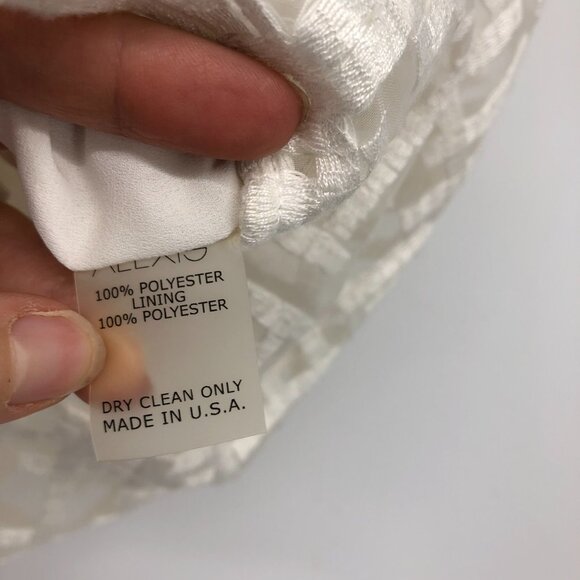 ALEXIS
100% POLYESTER
LINING
100% POLYESTER
DRY CLEAN ONLY
MADE IN U.S.A.